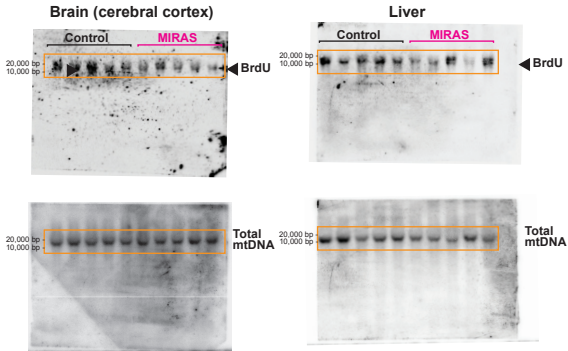 Brain (cerebral cortex)
Control MIRAS
20,000 bp
10,000 bp
BrdU
Liver
Control MIRAS
20,000 bp
10,000 bp
BrdU
20,000 bp
10,000 bp
Total
mtDNA
20,000 bp
10,000 bp
Total
mtDNA